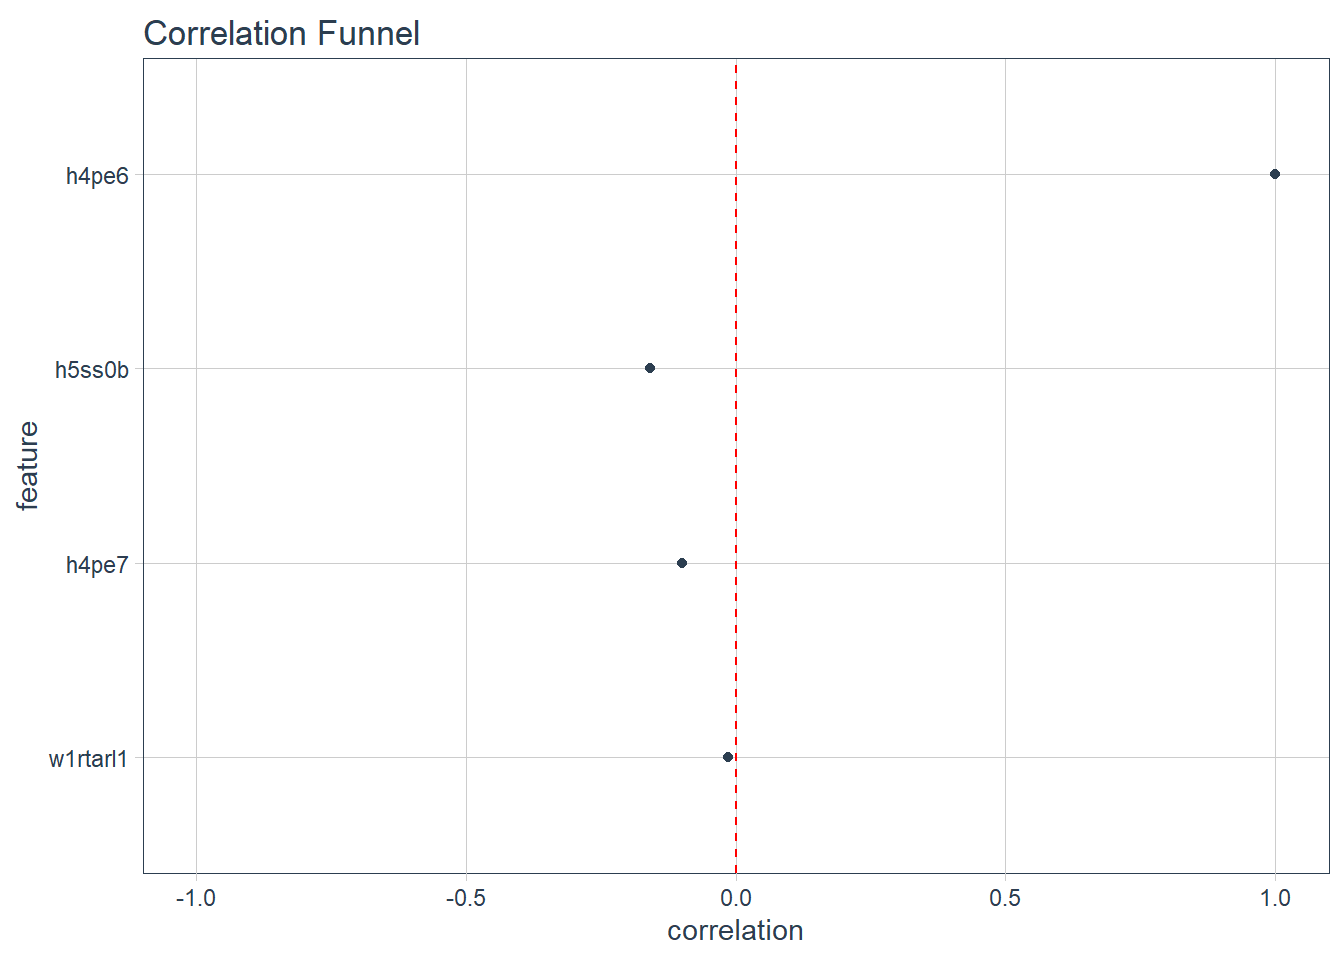 Correlation Funnel
h4pe6
h5ss0b
h4pe7
w1rtarl1
feature
-1.0 -0.5 0.0 0.5 1.0
correlation